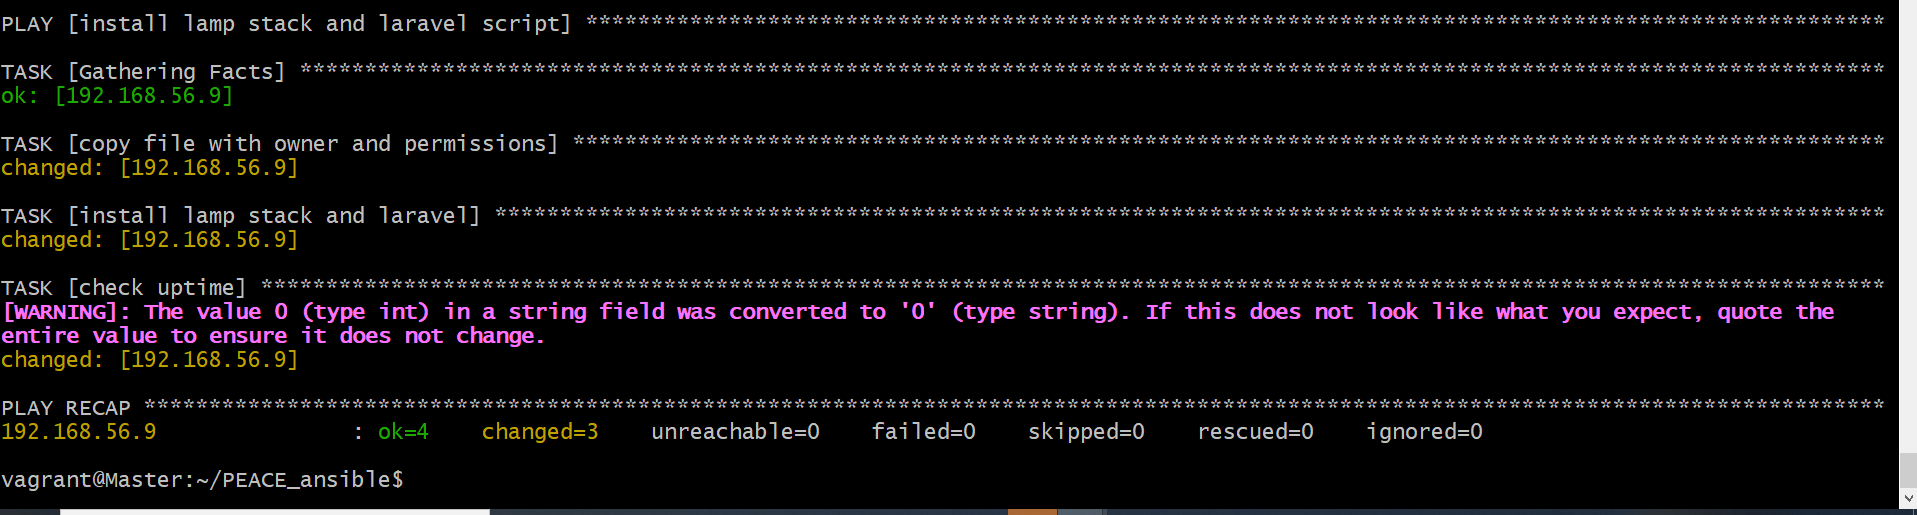 PLAY [install lamp stack and laravel script] ****************************************************************************************************
TASK [Gathering Facts] **************************************************************************************************************************
ok: [192.168.56.9]
TASK [copy file with owner and permissions] *****************************************************************************************************
changed: [192.168.56.9]
TASK [install lamp stack and laravel] ***********************************************************************************************************
changed: [192.168.56.9]
TASK [check uptime] *****************************************************************************************************************************
[WARNING]: The value 0 (type int) in a string field was converted to '0' (type string). If this does not look like what you expect, quote the
entire value to ensure it does not change.
changed: [192.168.56.9]
PLAY RECAP **************************************************************************************************************************************
192.168.56.9               : ok=4    changed=3    unreachable=0    failed=0    skipped=0    rescued=0    ignored=0
vagrant@Master:~/PEACE_ansible$